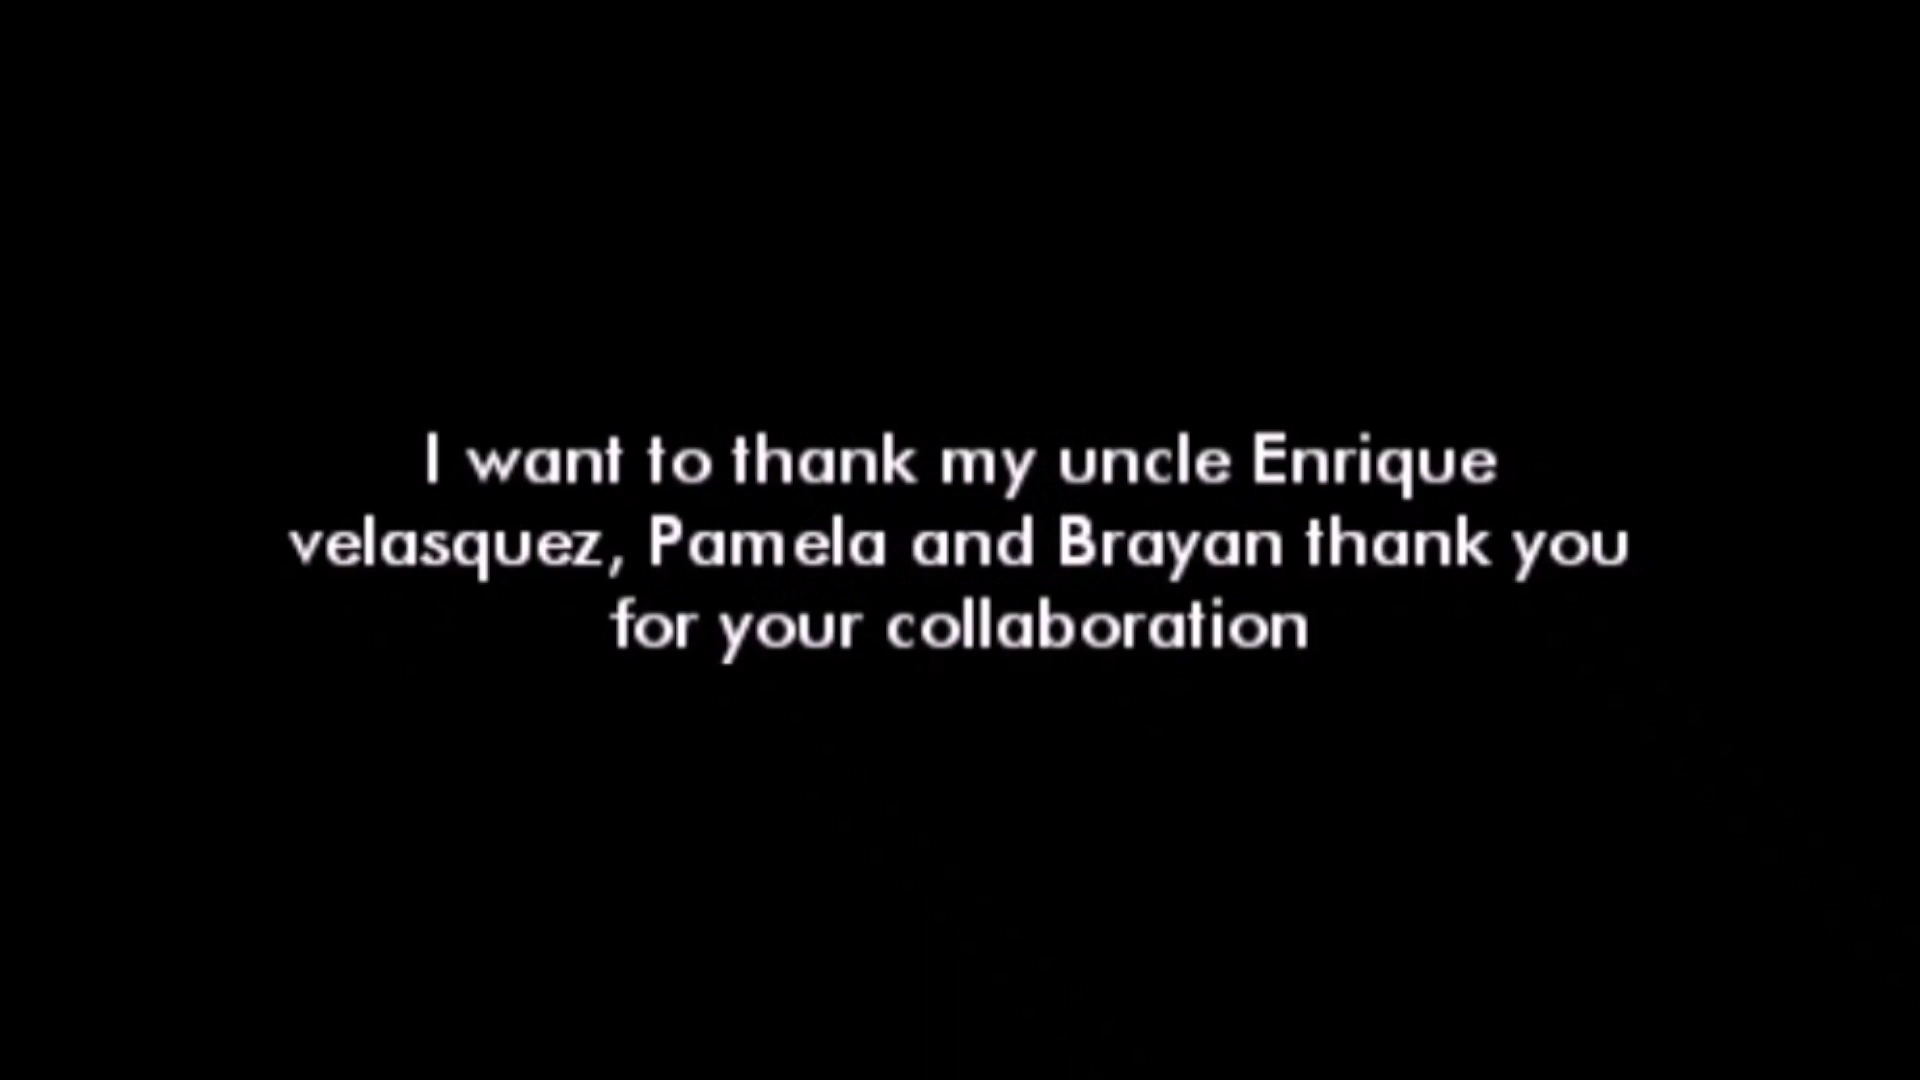 I want to thank my uncle Enrique
velasquez, Pamela and Brayan thank you
for your collaboration